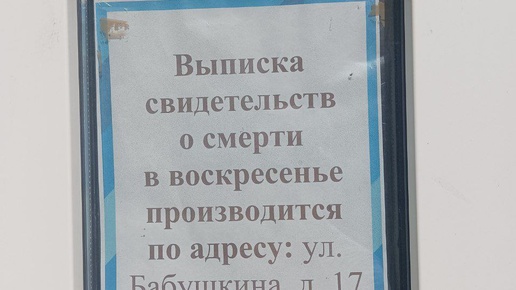 Выписка
свидетельств
о смерти
в воскресенье
производится
по адресу: ул.
Бабушкина, д. 17